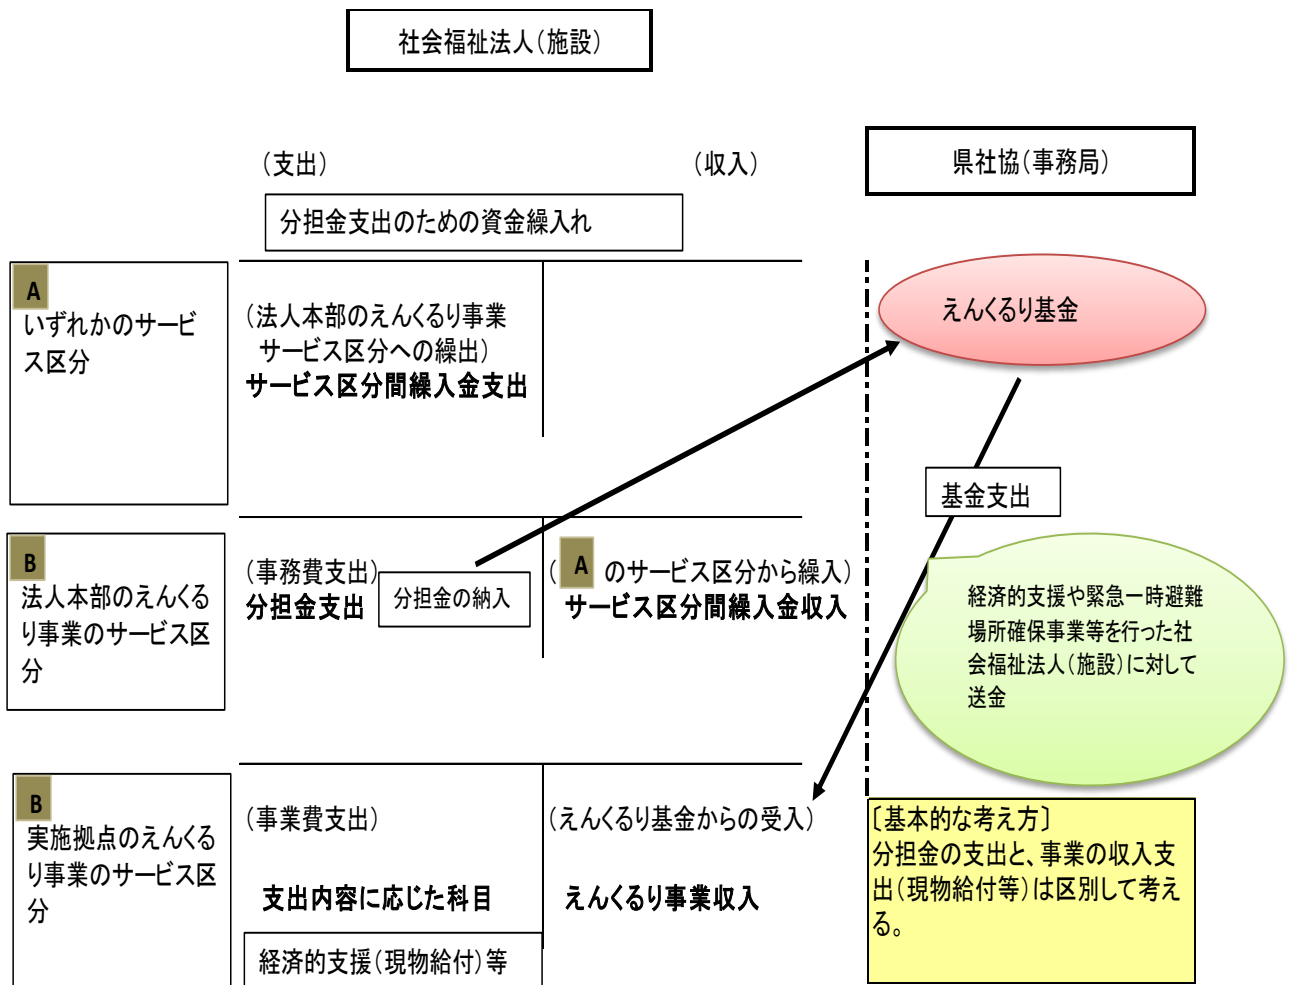 社会福祉法人（施設）
県社協（事務局）
（支出）
（収入）
分担金支出のための資金繰入れ
A
いずれかのサービ
ス区分
（法人本部のえんくるり事業
サービス区分への繰出）
サービス区分間繰入金支出
えんくるり基金
基金支出
B
法人本部のえんくる
り事業のサービス区
分
（事務費支出）
分担金支出
分担金の納入
（ A のサービス区分から繰入）
サービス区分間繰入金収入
経済的支援や緊急一時避難
場所確保事業等を行った社
会福祉法人（施設）に対して
送金
B
実施拠点のえんくる
り事業のサービス区
分
（事業費支出）
支出内容に応じた科目
経済的支援（現物給付）等
（えんくるり基金からの受入）
えんくるり事業収入
〔基本的な考え方〕
分担金の支出と、事業の収入支
出（現物給付等）は区別して考え
る。